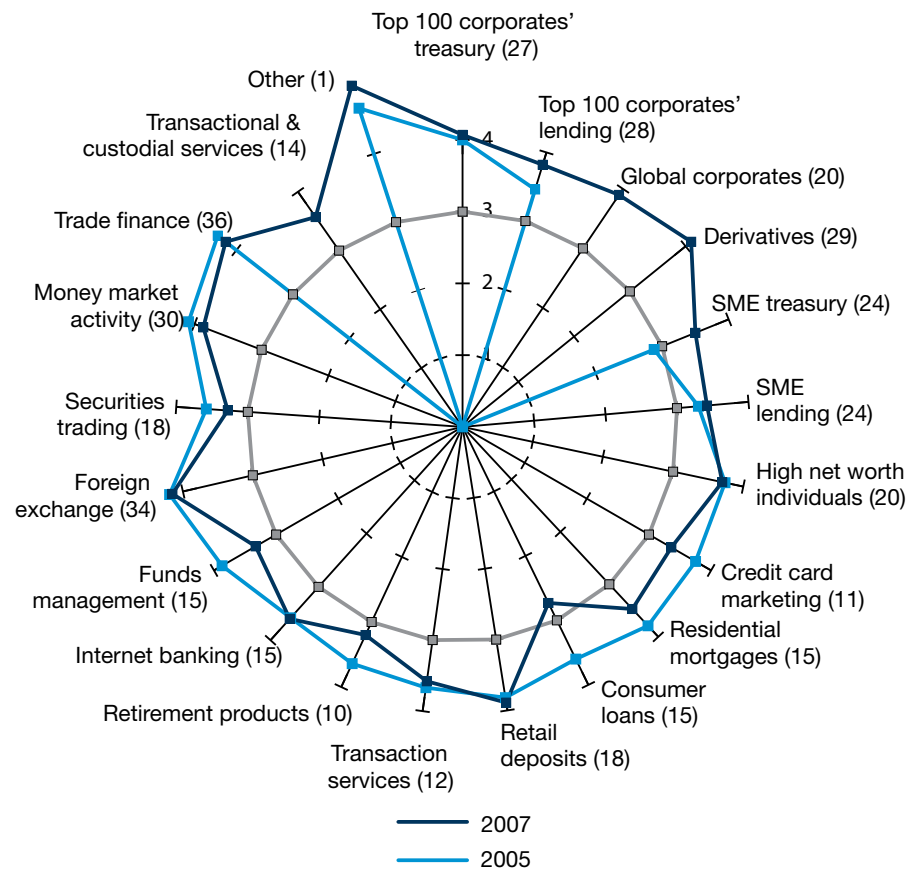 Top 100 corporates’
treasury (27)
Top 100 corporates’
lending (28)
Global corporates (20)
Derivatives (29)
SME treasury (24)
SME
lending (24)
High net worth
individuals (20)
Credit card
marketing (11)
Residential
mortgages (15)
Consumer
loans (15)
Retail
deposits (18)
Transaction
services (12)
Retirement products (10)
Internet banking (15)
Funds
management (15)
Foreign
exchange (34)
Securities
trading (18)
Money market
activity (30)
Trade finance (36)
Transactional &
custodial services (14)
Other (1)
4
3
2
1
2007
2005